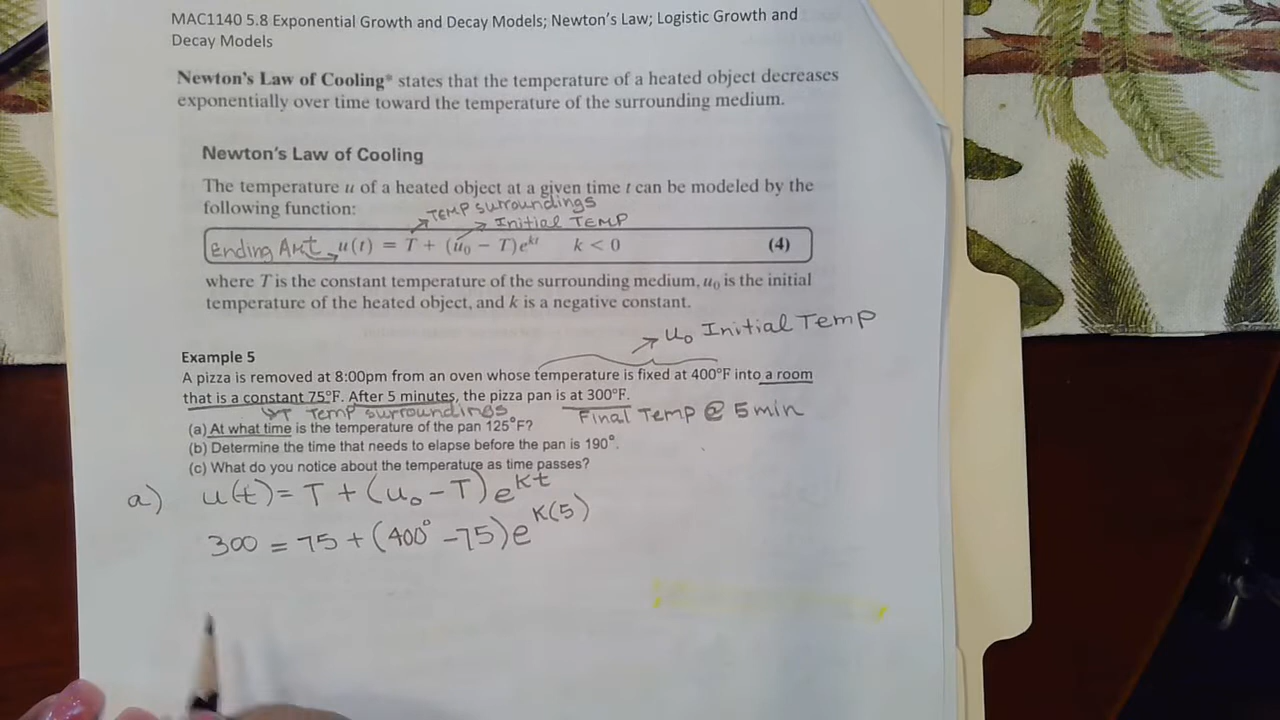 MAC1140 5.8 Exponential Growth and Decay Models; Newton's Law; Logistic Growth and
Decay Models
Newton's Law of Cooling* states that the temperature of a heated object decreases
exponentially over time toward the temperature of the surrounding medium.
Newton's Law of Cooling
The temperature u of a heated object at a given time t can be modeled by the
following function:
TEMP surroundings
Initial TEMP
Ending AMt u(t) = T + (u₀ − T)e^{kt} k < 0 (4)
where T is the constant temperature of the surrounding medium, u₀ is the initial
temperature of the heated object, and k is a negative constant.
u₀ Initial Temp
Example 5
A pizza is removed at 8:00pm from an oven whose temperature is fixed at 400°F into a room
that is a constant 75°F. After 5 minutes, the pizza pan is at 300°F.
T Temp surroundings
Final Temp @ 5 min
(a) At what time is the temperature of the pan 125°F?
(b) Determine the time that needs to elapse before the pan is 190°.
(c) What do you notice about the temperature as time passes?
a) u(t) = T + (u₀ − T) e^{kt}
300 = 75 + (400° − 75) e^{k(5)}